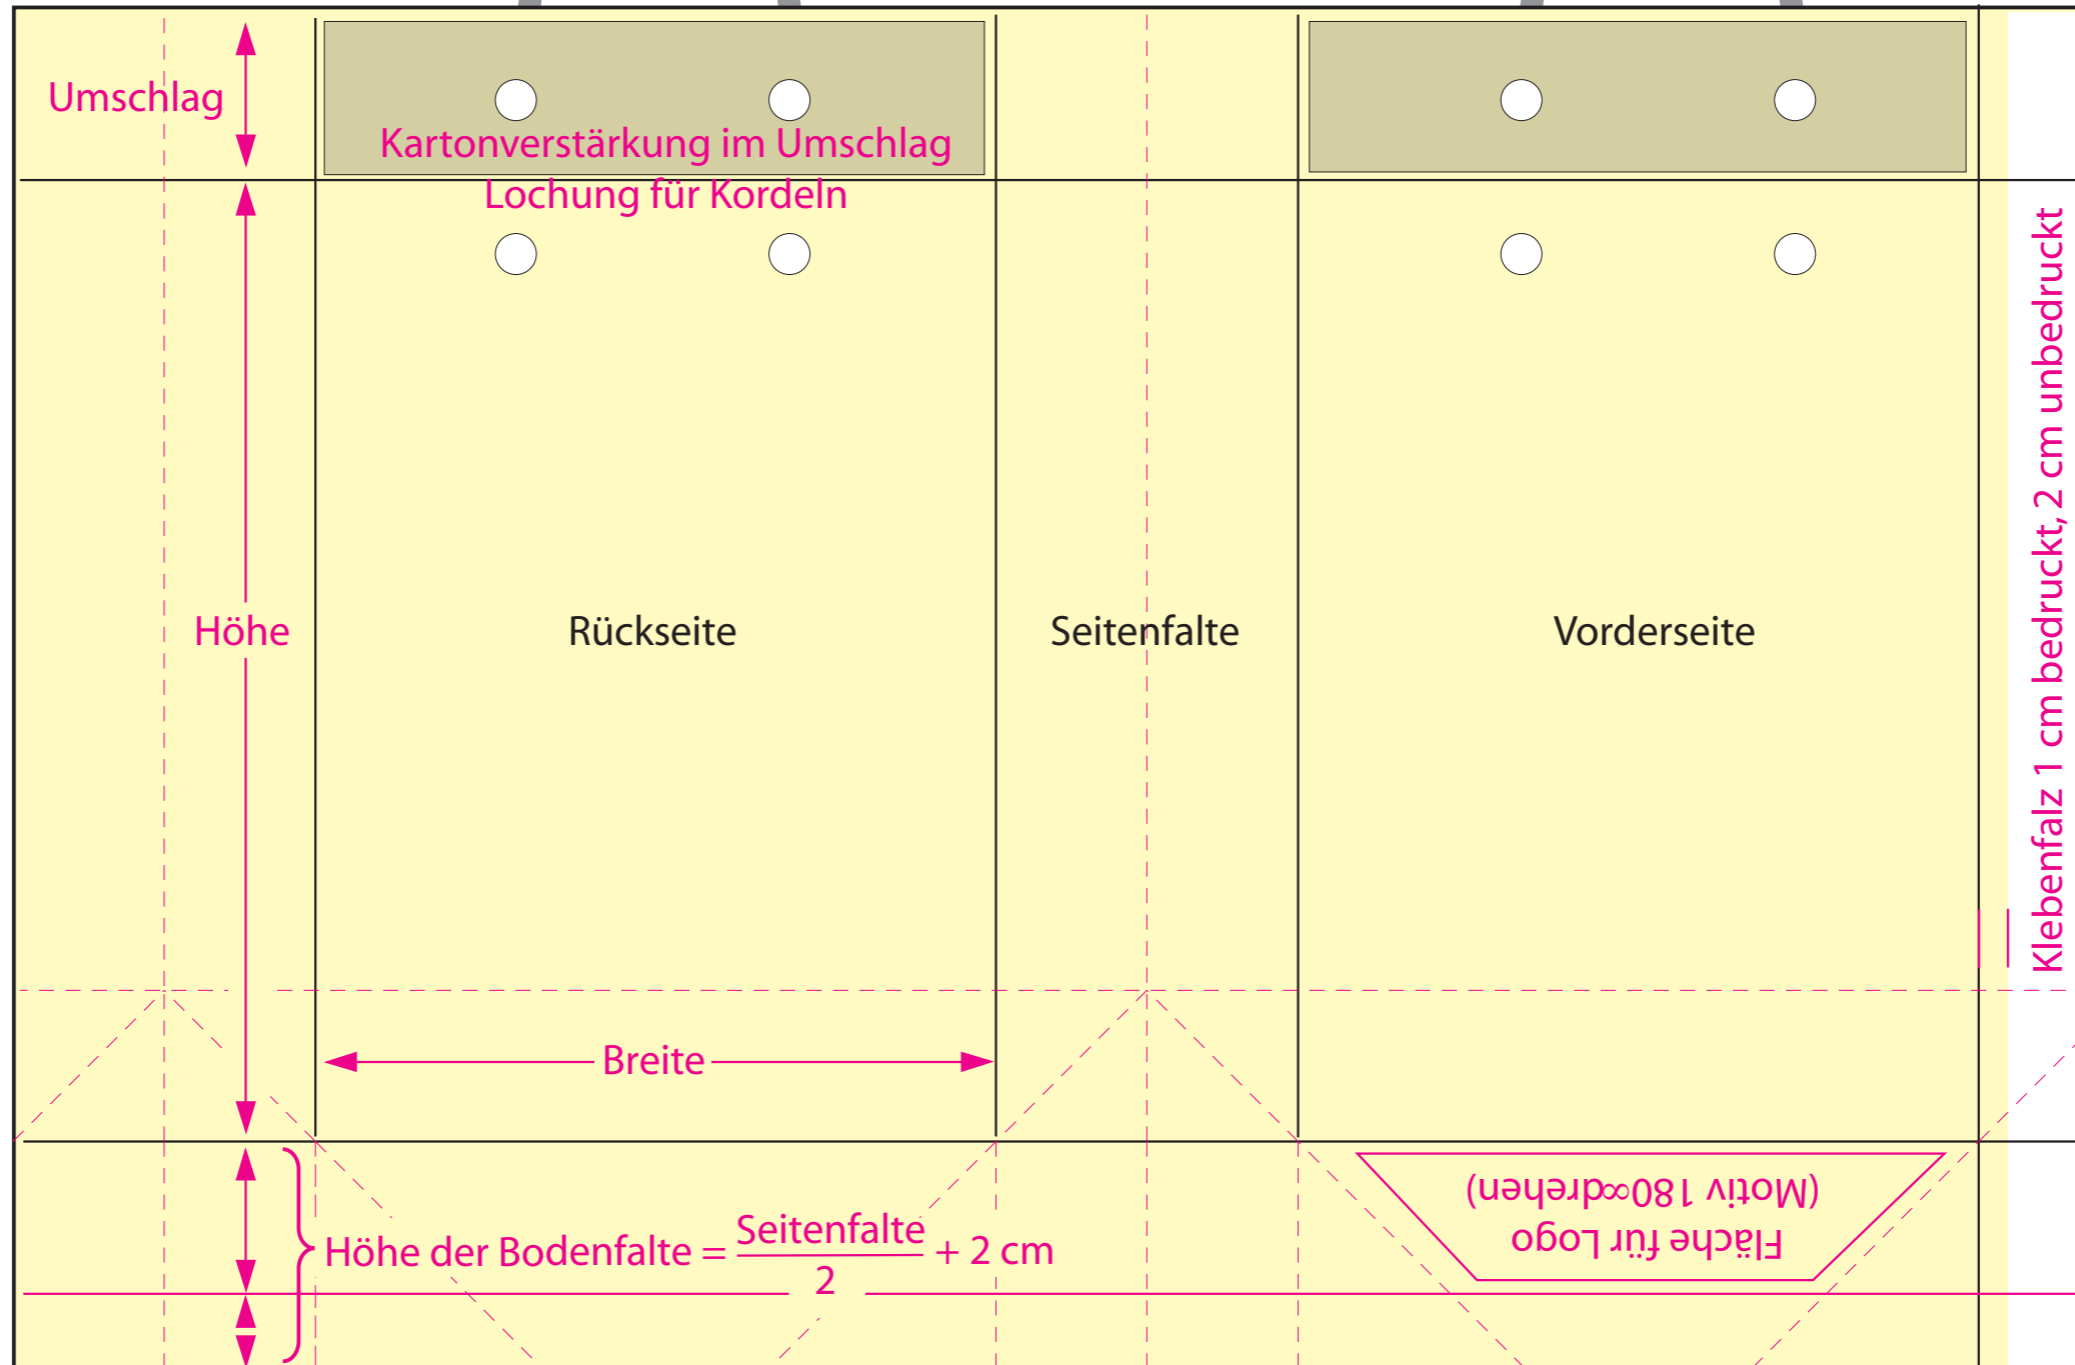 Umschlag
Kartonverstärkung im Umschlag
Lochung für Kordeln
Höhe
Rückseite
Seitenfalte
Vorderseite
Klebenfalz 1 cm bedruckt, 2 cm unbedruckt
Breite
Höhe der Bodenfalte = Seitenfalte / 2 + 2 cm
Fläche für Logo
(Motiv 180∞drehen)